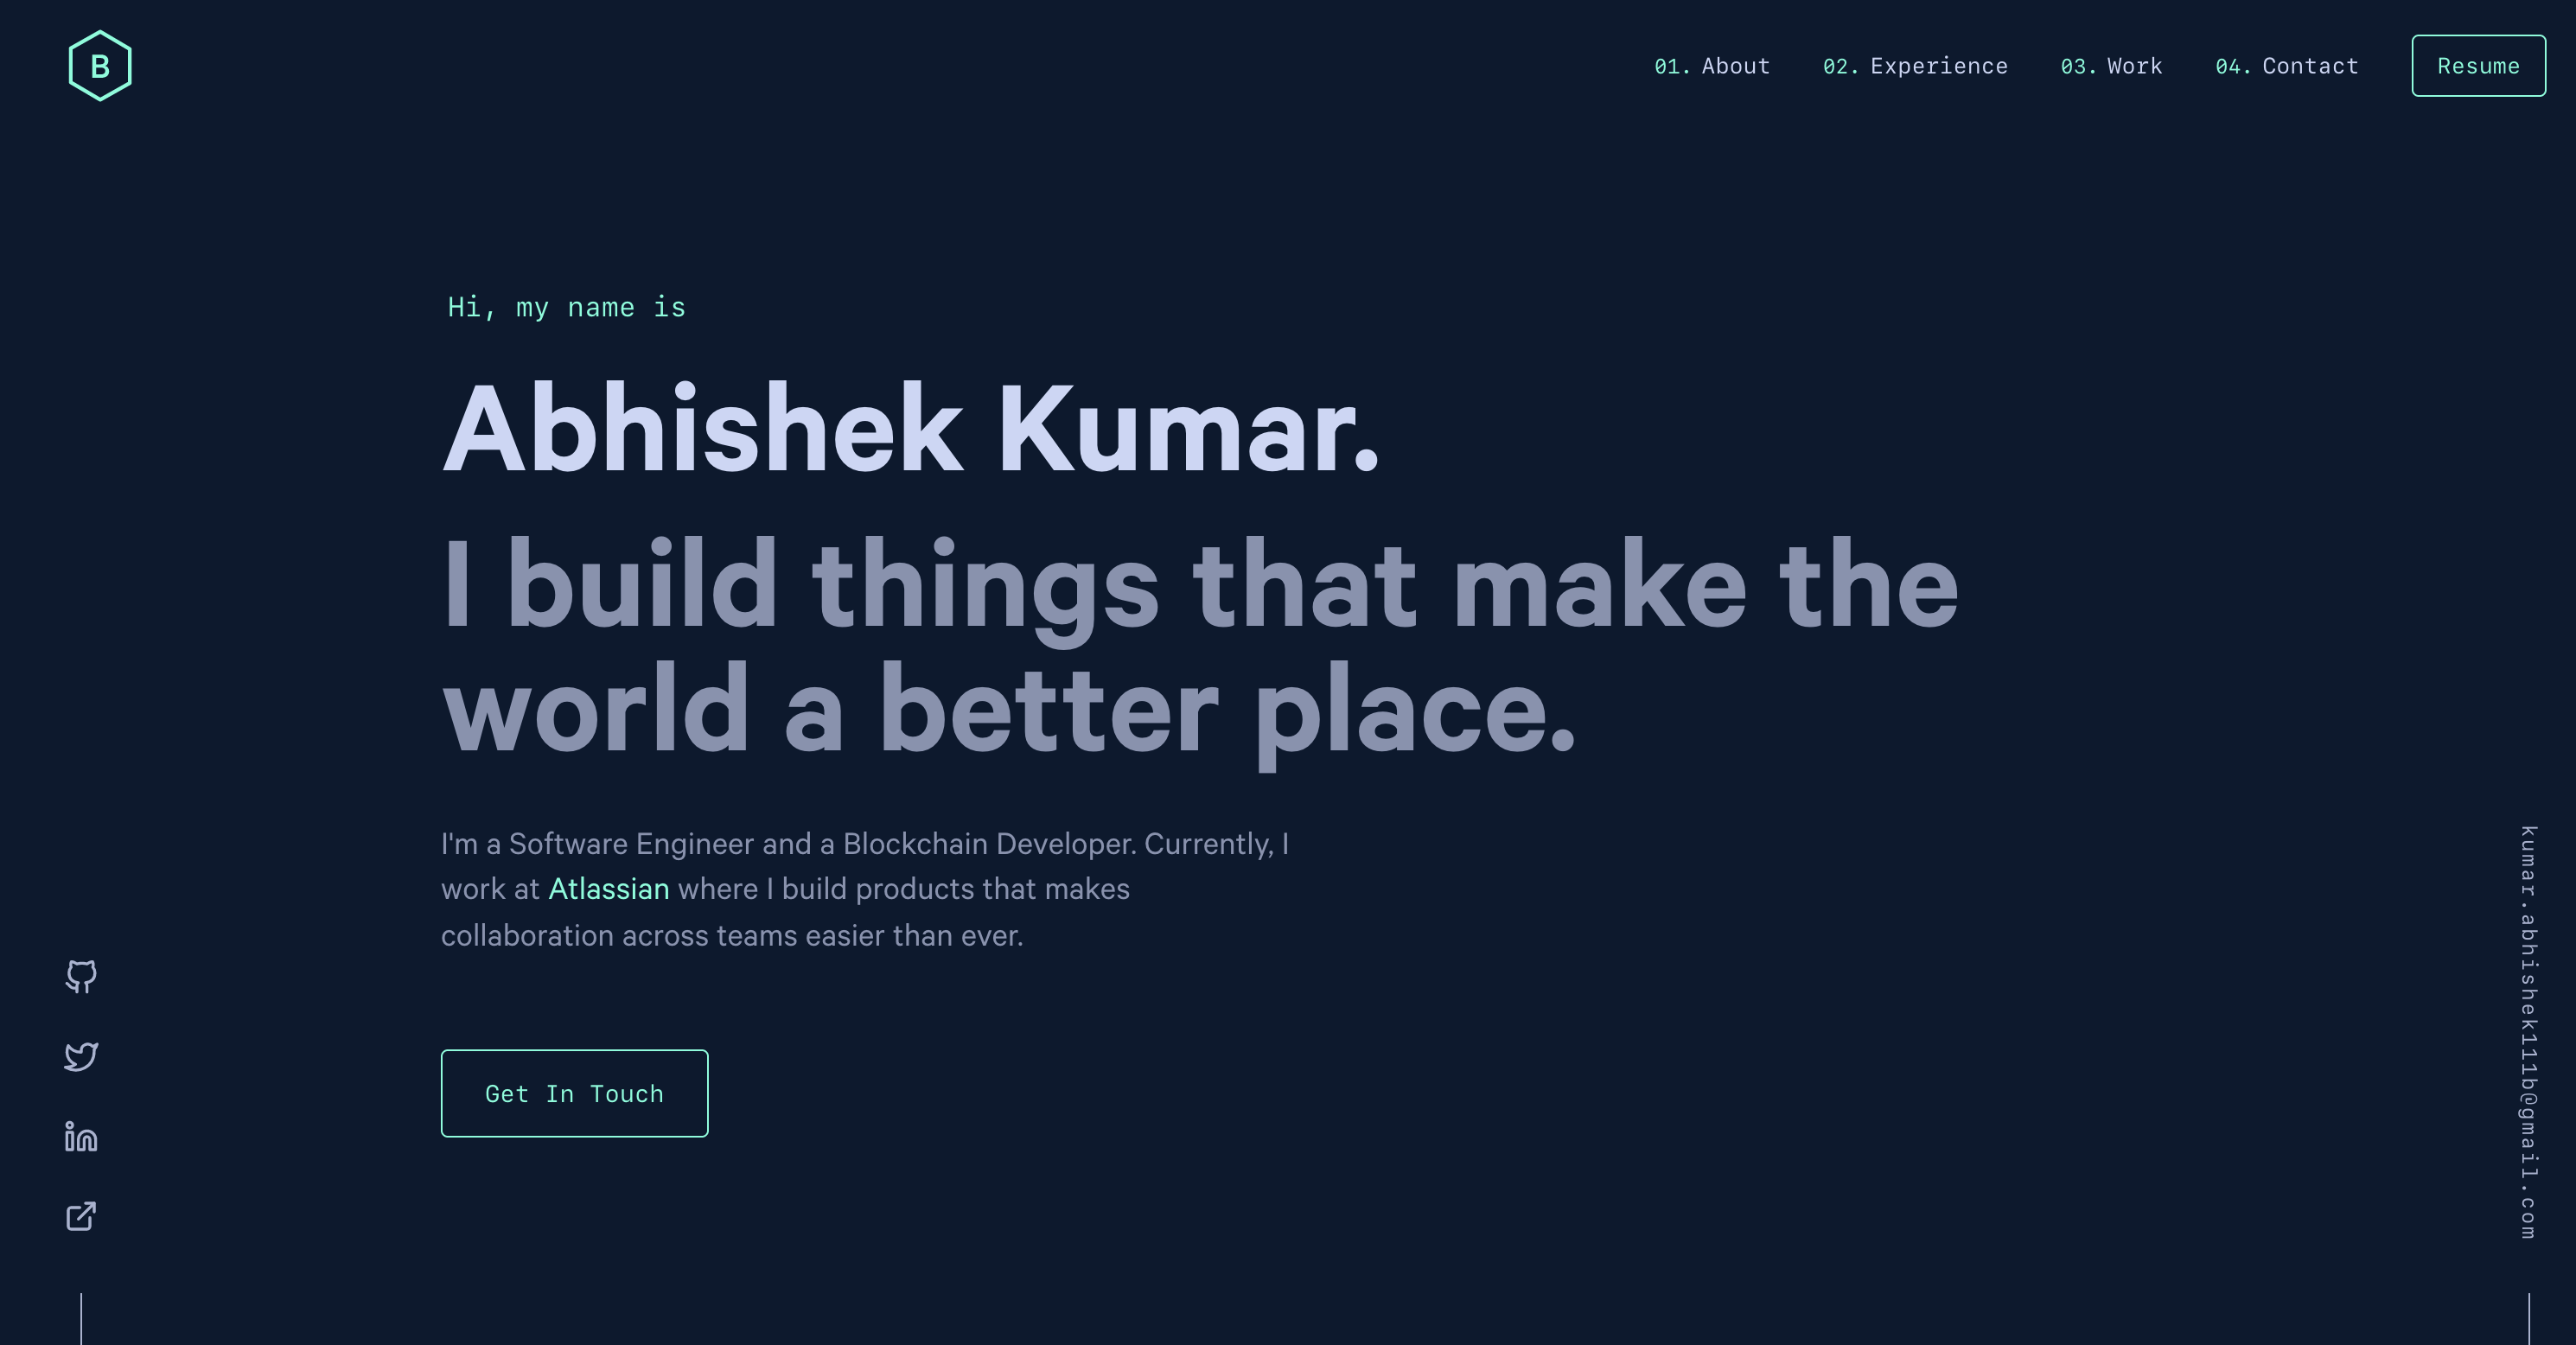 B
01. About 02. Experience 03. Work 04. Contact Resume
Hi, my name is
Abhishek Kumar.
I build things that make the
world a better place.
I'm a Software Engineer and a Blockchain Developer. Currently, I
work at Atlassian where I build products that makes
collaboration across teams easier than ever.
Get In Touch
kumar.abhishek111b@gmail.com